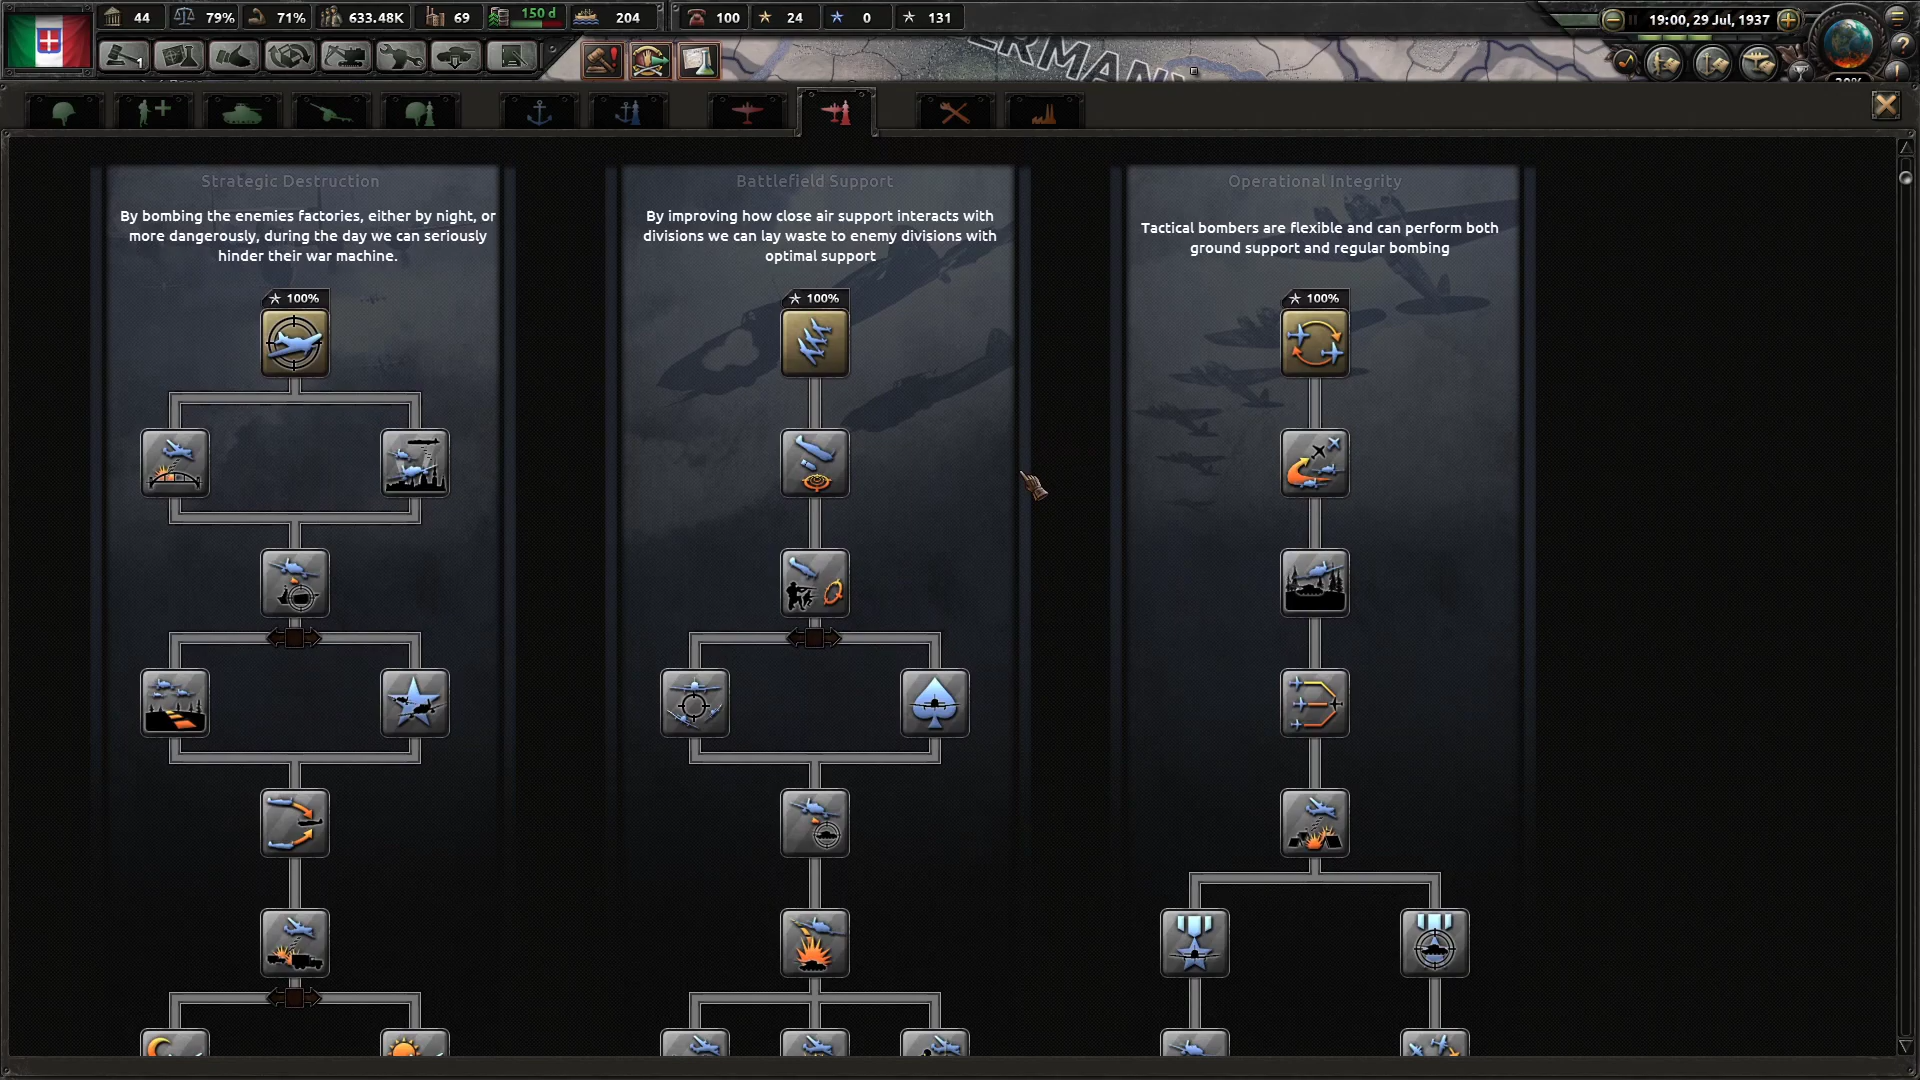 44
79%
71%
633.48K
69
150 d
204
100
24
0
131
19:00, 29 Jul, 1937
1
Strategic Destruction
By bombing the enemies factories, either by night, or
more dangerously, during the day we can seriously
hinder their war machine.
100%
Battlefield Support
By improving how close air support interacts with
divisions we can lay waste to enemy divisions with
optimal support
100%
Operational Integrity
Tactical bombers are flexible and can perform both
ground support and regular bombing
100%